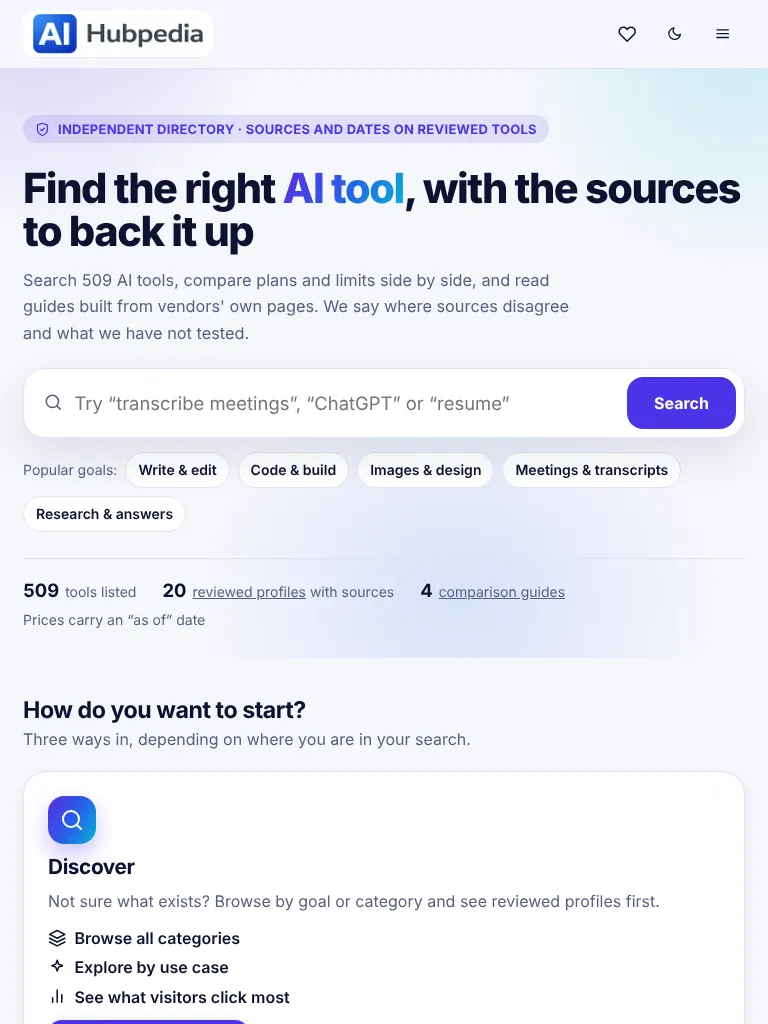 AI Hubpedia
INDEPENDENT DIRECTORY · SOURCES AND DATES ON REVIEWED TOOLS
Find the right AI tool, with the sources
to back it up
Search 509 AI tools, compare plans and limits side by side, and read
guides built from vendors' own pages. We say where sources disagree
and what we have not tested.
Try “transcribe meetings”, “ChatGPT” or “resume”
Search
Popular goals:
Write & edit
Code & build
Images & design
Meetings & transcripts
Research & answers
509 tools listed
20 reviewed profiles with sources
4 comparison guides
Prices carry an “as of” date
How do you want to start?
Three ways in, depending on where you are in your search.
Discover
Not sure what exists? Browse by goal or category and see reviewed profiles first.
Browse all categories
Explore by use case
See what visitors click most